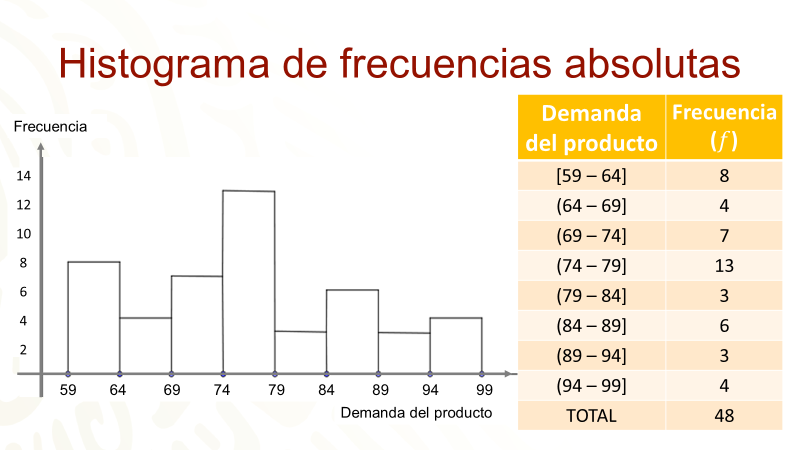 Histograma de frecuencias absolutas
Frecuencia
14
12
10
8
6
4
2
59 64 69 74 79 84 89 94 99
Demanda del producto
Demanda Frecuencia
del producto (f)
[59 – 64] 8
(64 – 69] 4
(69 – 74] 7
(74 – 79] 13
(79 – 84] 3
(84 – 89] 6
(89 – 94] 3
(94 – 99] 4
TOTAL 48